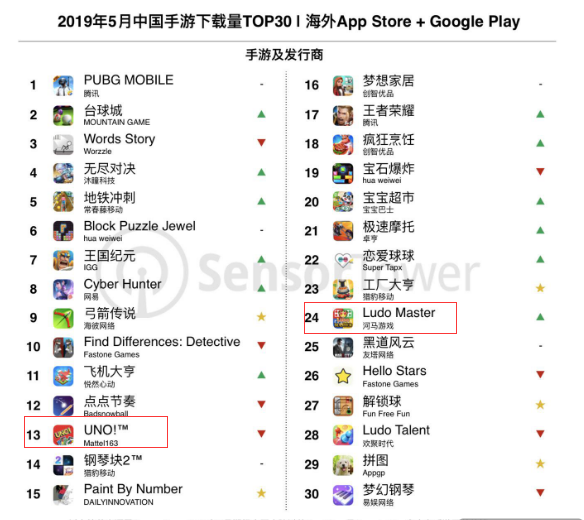 2019年5月中国手游下载量TOP30 | 海外App Store + Google Play
手游及发行商
1 PUBG MOBILE -
腾讯
2 台球城
MOUNTAIN GAME
3 Words Story
Worzzle
4 无尽对决
沐瞳科技
5 地铁冲刺
常春藤移动
6 Block Puzzle Jewel -
hua weiwei
7 王国纪元
IGG
8 Cyber Hunter
网易
9 弓箭传说
海彼网络
10 Find Differences: Detective
Fastone Games
11 飞机大亨
悦然心动
12 点点节奏
Badsnowball
13 UNO!™
Mattel163
14 钢琴块2™ -
猎豹移动
15 Paint By Number
DAILYINNOVATION
16 梦想家居 -
创智优品
17 王者荣耀
腾讯
18 疯狂烹饪
创智优品
19 宝石爆炸
hua weiwei
20 宝宝超市
宝宝巴士
21 极速摩托
卓亨
22 恋爱球球
Super Tapx
23 工厂大亨
猎豹移动
24 Ludo Master
河马游戏
25 黑道风云 -
友塔网络
26 Hello Stars
Fastone Games
27 解锁球
Fun Free Fun
28 Ludo Talent
欢聚时代
29 拼图
Appgp
30 梦幻钢琴
易娱网络
SensorTower